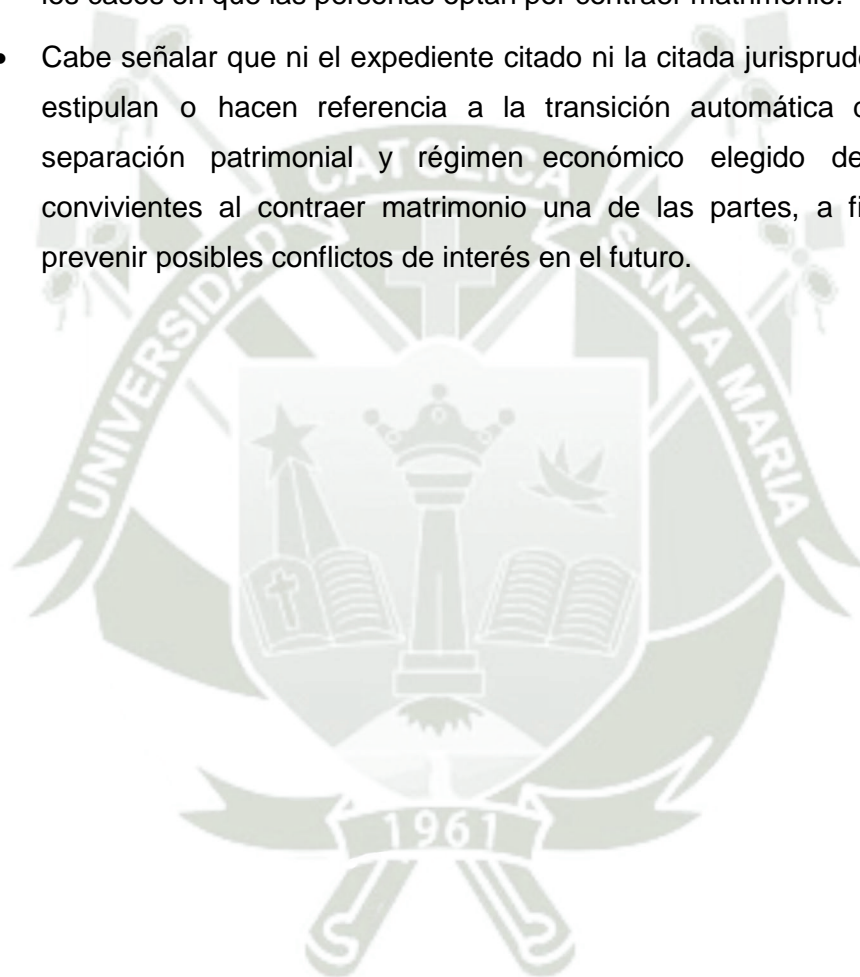 los casos en que las personas optan por contraer matrimonio.
• Cabe señalar que ni el expediente citado ni la citada
estipulan o hacen referencia a la transición automática
separación patrimonial y régimen económico elegido
convivientes al contraer matrimonio una de las partes, a
prevenir posibles conflictos de interés en el futuro.
UNIVERSIDAD CATOLICA SANTA MARIA
1961